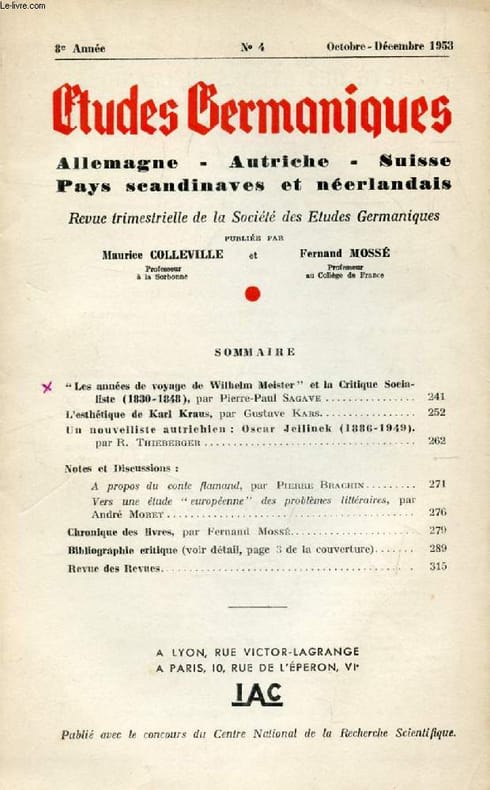 Le-livre.com
8e Année No 4 Octobre - Décembre 1953
Etudes Germaniques
Allemagne - Autriche - Suisse
Pays scandinaves et néerlandais
Revue trimestrielle de la Société des Etudes Germaniques
PUBLIÉE PAR
Maurice COLLEVILLE et Fernand MOSSÉ
Professeur Professeur
à la Sorbonne au Collège de France
SOMMAIRE
"Les années de voyage de Wilhelm Meister" et la Critique Socia-
liste (1830-1848), par Pierre-Paul SAGAVE ................ 241
L'esthétique de Karl Kraus, par Gustave KARS................ 252
Un nouvelliste autrichien : Oscar Jellinek (1886-1949),
par R. THIEBERGER ................ 262
Notes et Discussions :
A propos du conte flamand, par PIERRE BRACHIN......... 271
Vers une étude "européenne" des problèmes littéraires, par
André MORET ................ 276
Chronique des livres, par Fernand MOSSÉ................ 279
Bibliographie critique (voir détail, page 3 de la couverture)....... 289
Revue des Revues................ 315
A LYON, RUE VICTOR-LAGRANGE
A PARIS, 10, RUE DE L'ÉPERON, VIe
IAC
Publié avec le concours du Centre National de la Recherche Scientifique.